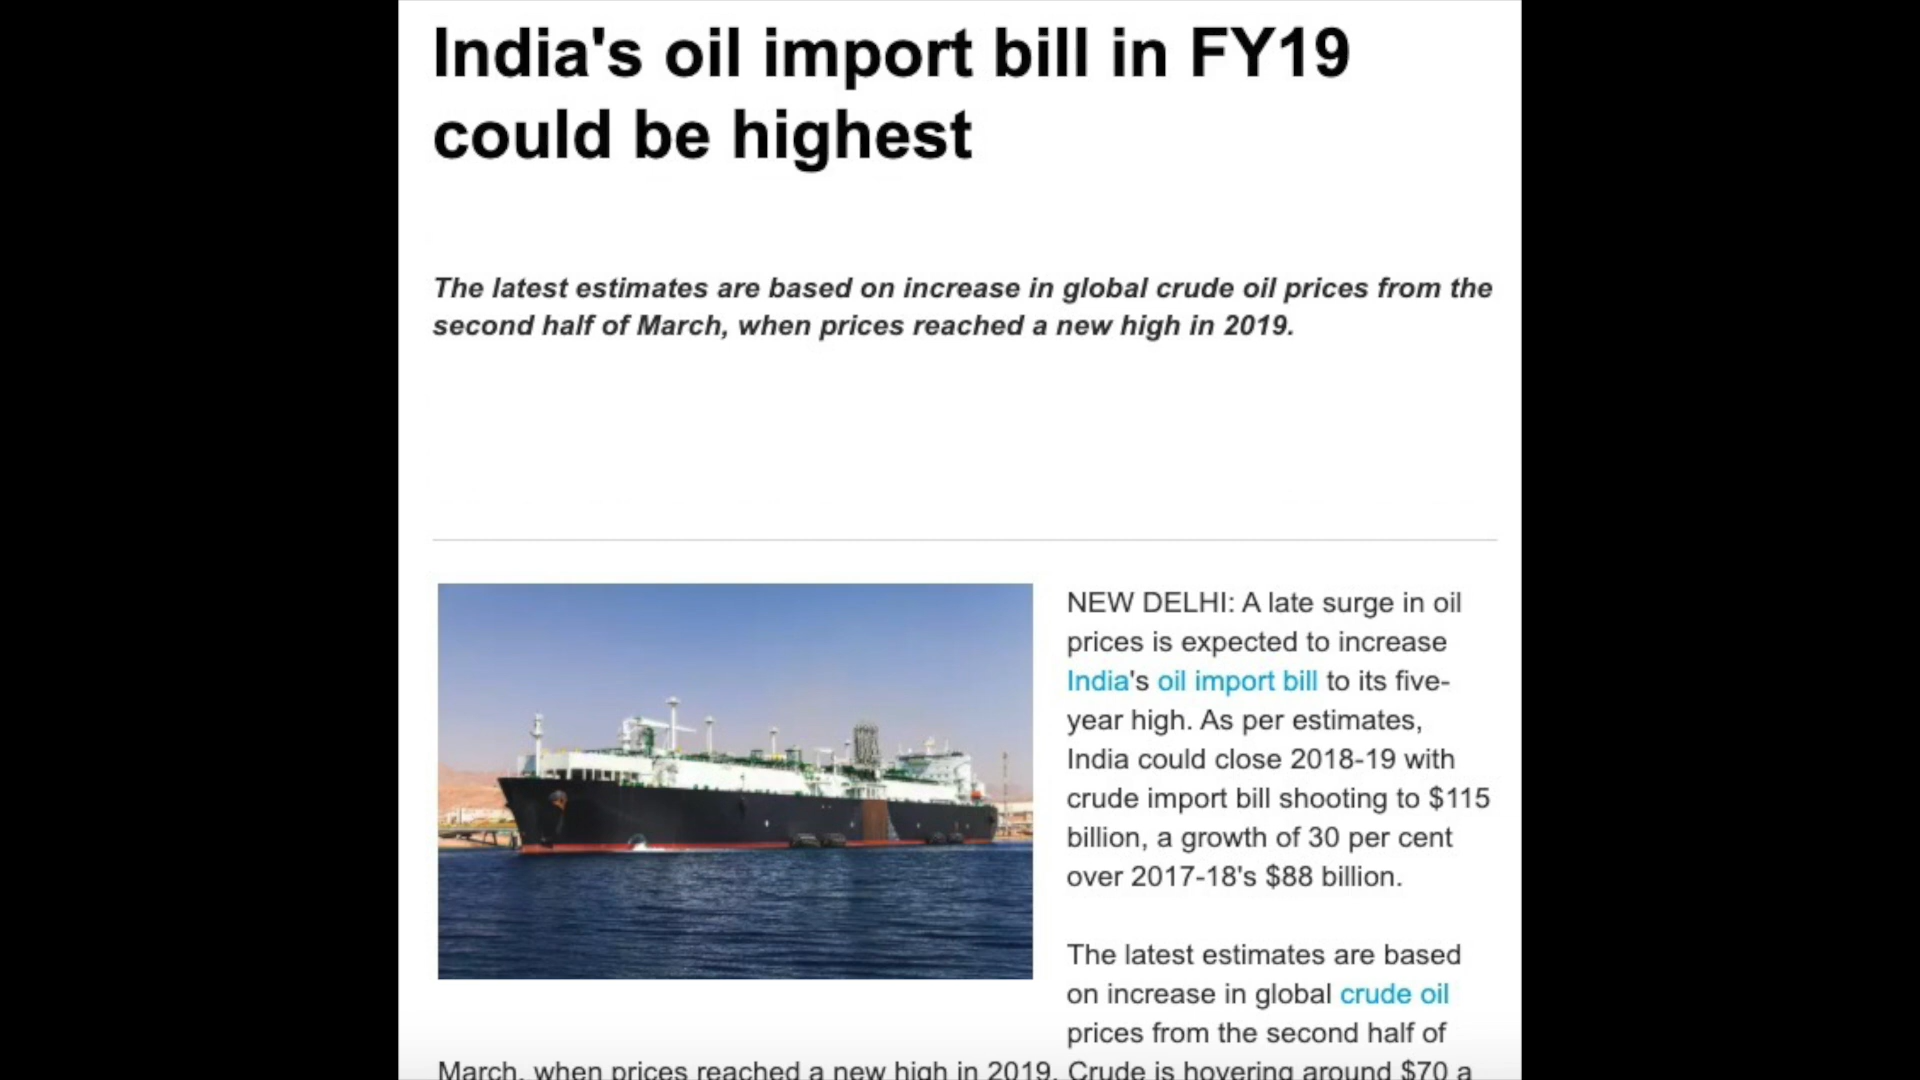 India's oil import bill in FY19
could be highest
The latest estimates are based on increase in global crude oil prices from the
second half of March, when prices reached a new high in 2019.
NEW DELHI: A late surge in oil
prices is expected to increase
India's oil import bill to its five-
year high. As per estimates,
India could close 2018-19 with
crude import bill shooting to $115
billion, a growth of 30 per cent
over 2017-18's $88 billion.
The latest estimates are based
on increase in global crude oil
prices from the second half of
March, when prices reached a new high in 2019. Crude is hovering around $70 a